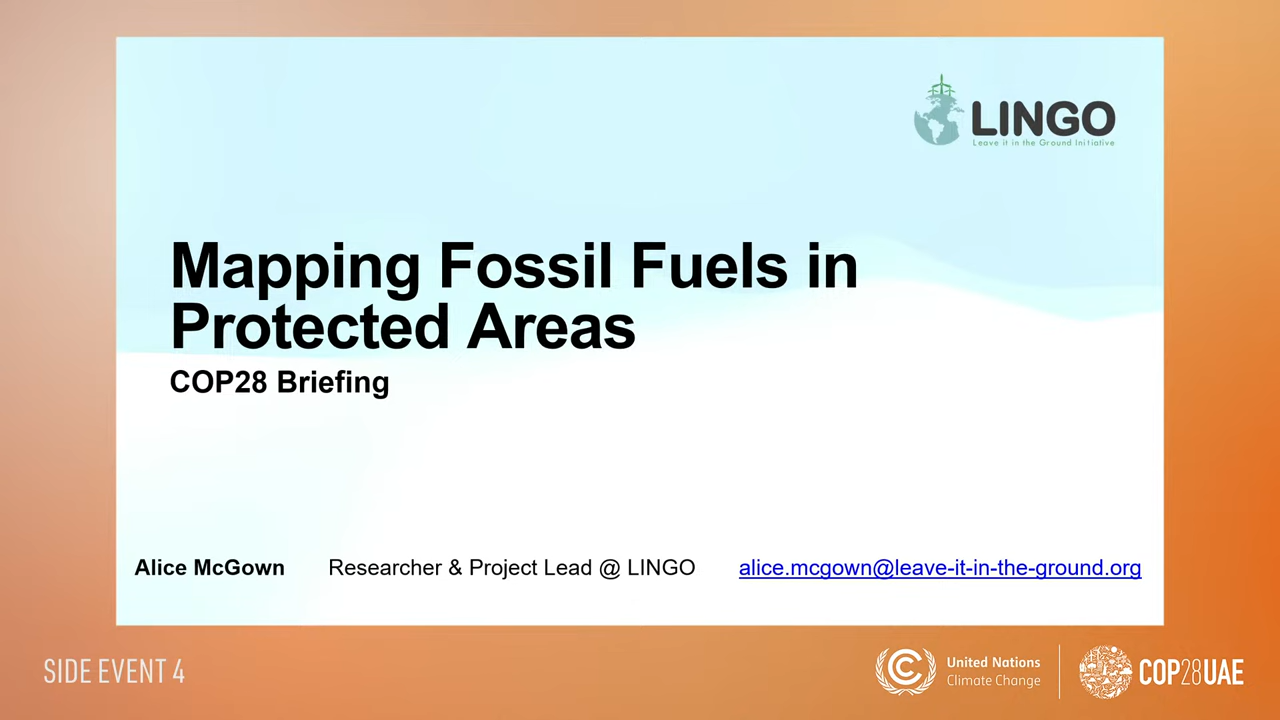 LINGO
Leave it in the Ground Initiative
Mapping Fossil Fuels in
Protected Areas
COP28 Briefing
Alice McGown Researcher & Project Lead @ LINGO alice.mcgown@leave-it-in-the-ground.org
SIDE EVENT 4
United Nations
Climate Change
COP28UAE